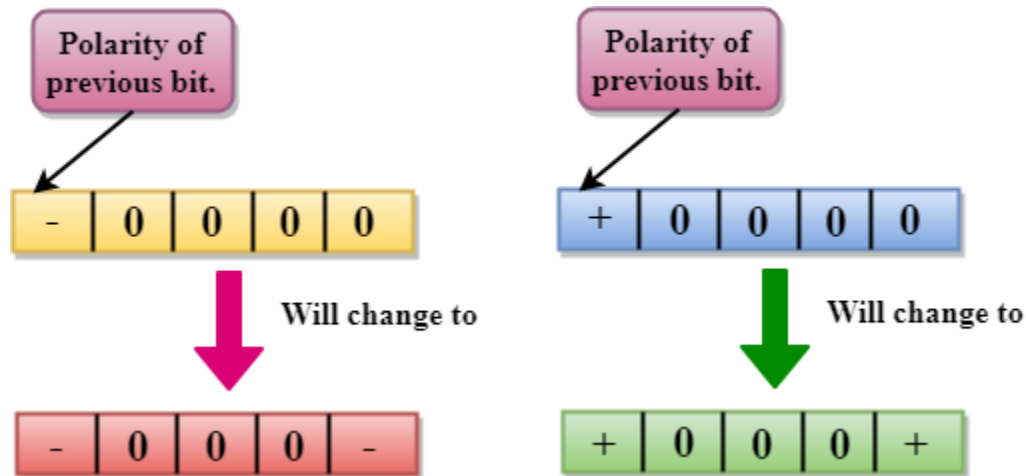 Polarity of
previous bit.
Polarity of
previous bit.
- 0 0 0 0
+ 0 0 0 0
Will change to
Will change to
- 0 0 0 -
+ 0 0 0 +